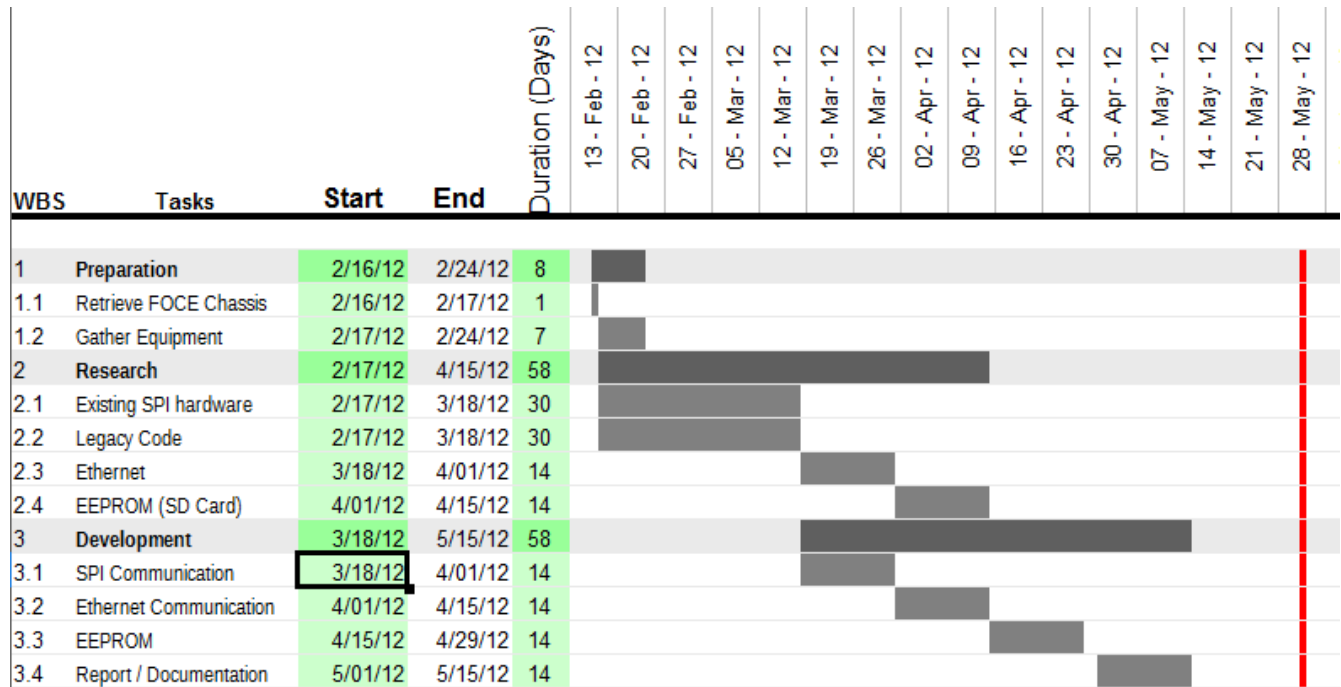 WBS Tasks Start End Duration (Days) 13 - Feb - 12 20 - Feb - 12 27 - Feb - 12 05 - Mar - 12 12 - Mar - 12 19 - Mar - 12 26 - Mar - 12 02 - Apr - 12 09 - Apr - 12 16 - Apr - 12 23 - Apr - 12 30 - Apr - 12 07 - May - 12 14 - May - 12 21 - May - 12 28 - May - 12
1 Preparation 2/16/12 2/24/12 8
1.1 Retrieve FOCE Chassis 2/16/12 2/17/12 1
1.2 Gather Equipment 2/17/12 2/24/12 7
2 Research 2/17/12 4/15/12 58
2.1 Existing SPI hardware 2/17/12 3/18/12 30
2.2 Legacy Code 2/17/12 3/18/12 30
2.3 Ethernet 3/18/12 4/01/12 14
2.4 EEPROM (SD Card) 4/01/12 4/15/12 14
3 Development 3/18/12 5/15/12 58
3.1 SPI Communication 3/18/12 4/01/12 14
3.2 Ethernet Communication 4/01/12 4/15/12 14
3.3 EEPROM 4/15/12 4/29/12 14
3.4 Report / Documentation 5/01/12 5/15/12 14